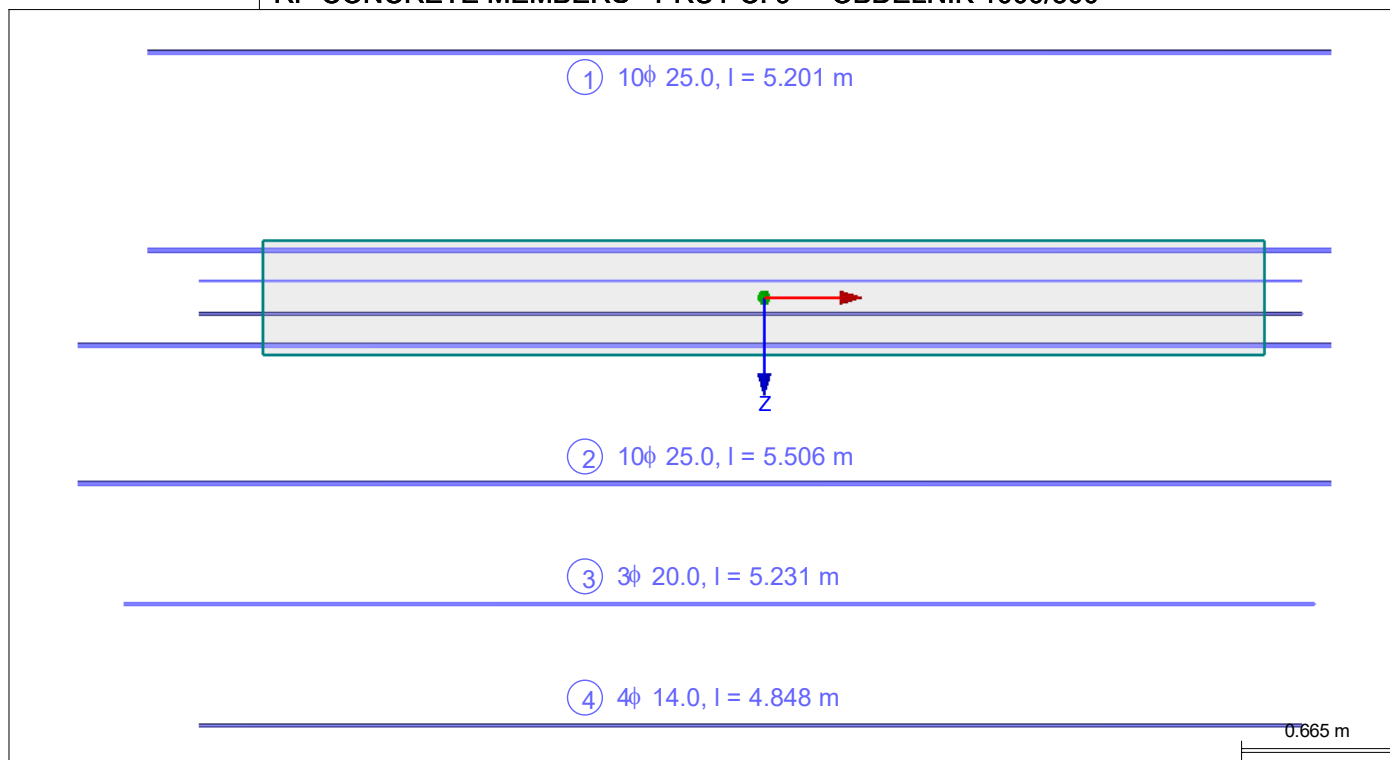 1 10ϕ 25.0, l = 5.201 m
Z
2 10ϕ 25.0, l = 5.506 m
3 3ϕ 20.0, l = 5.231 m
4 4ϕ 14.0, l = 4.848 m
0.665 m